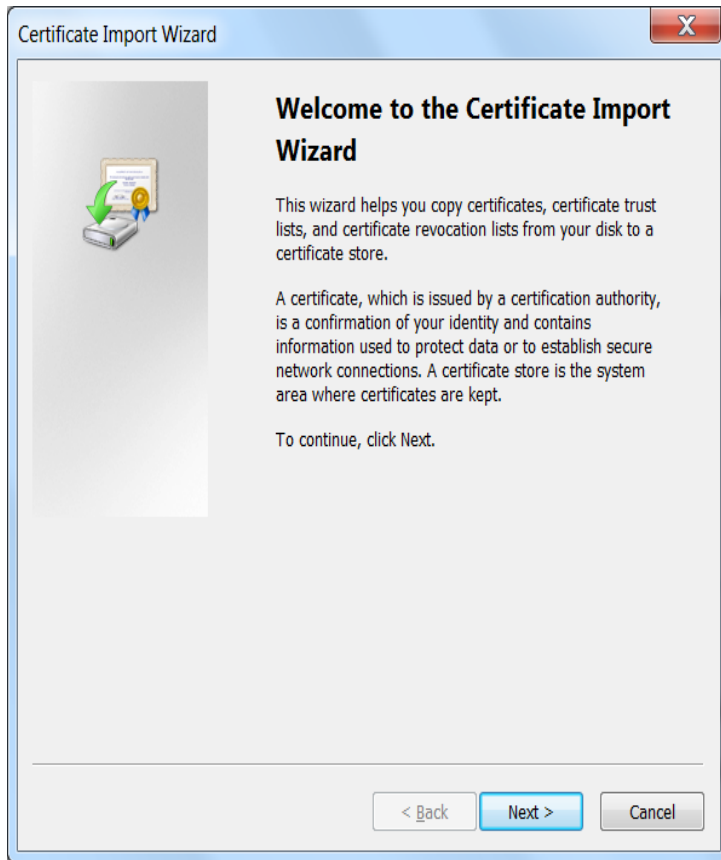 Certificate Import Wizard
X
Welcome to the Certificate Import
Wizard
This wizard helps you copy certificates, certificate trust
lists, and certificate revocation lists from your disk to a
certificate store.
A certificate, which is issued by a certification authority,
is a confirmation of your identity and contains
information used to protect data or to establish secure
network connections. A certificate store is the system
area where certificates are kept.
To continue, click Next.
< Back Next > Cancel